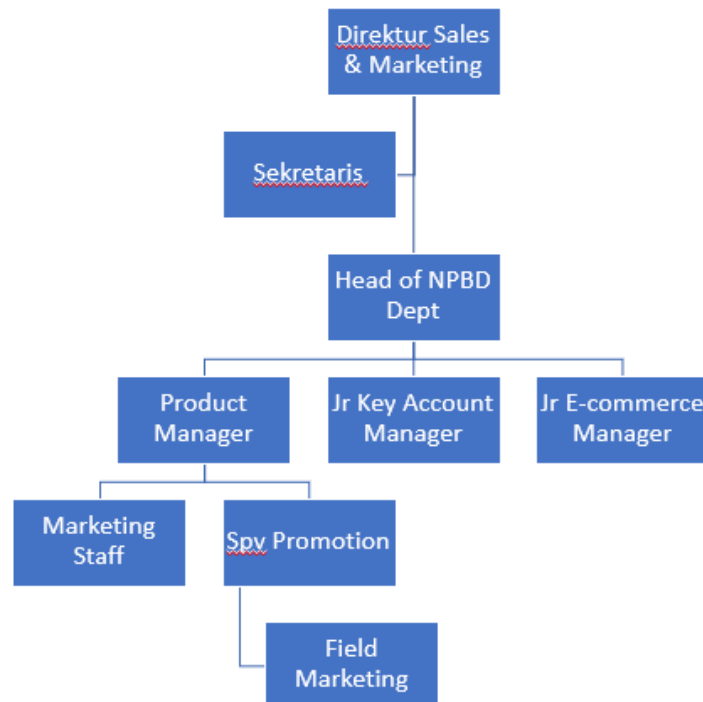 Direktur Sales
& Marketing
Sekretaris
Head of NPBD
Dept
Product
Manager
Jr Key Account
Manager
Jr E-commerce
Manager
Marketing
Staff
Spv Promotion
Field
Marketing